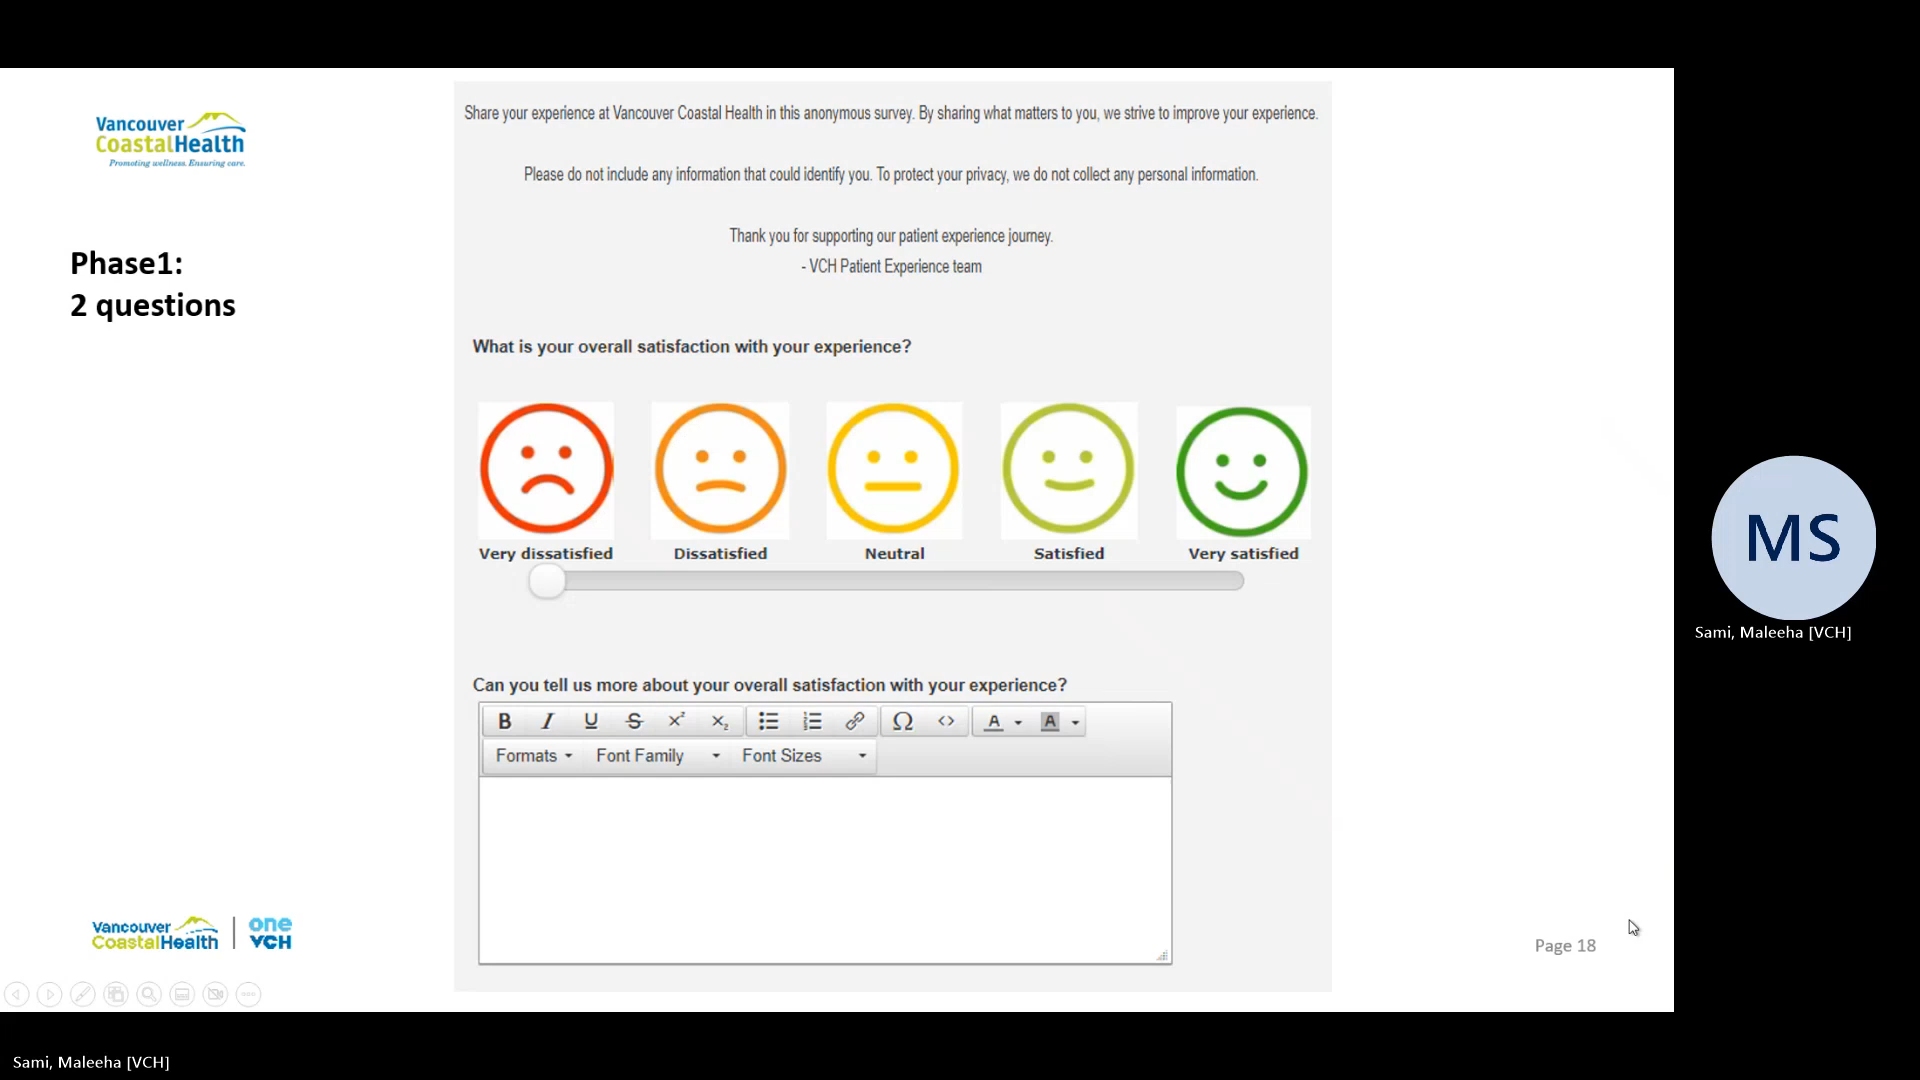 Vancouver
CoastalHealth
Promoting wellness. Ensuring care.
Phase1:
2 questions
Share your experience at Vancouver Coastal Health in this anonymous survey. By sharing what matters to you, we strive to improve your experience.
Please do not include any information that could identify you. To protect your privacy, we do not collect any personal information.
Thank you for supporting our patient experience journey.
- VCH Patient Experience team
What is your overall satisfaction with your experience?
Very dissatisfied
Dissatisfied
Neutral
Satisfied
Very satisfied
Can you tell us more about your overall satisfaction with your experience?
B I U S x² x₂ Ω <> A A
Formats Font Family Font Sizes
Vancouver
CoastalHealth
one
VCH
Page 18
MS
Sami, Maleeha [VCH]
Sami, Maleeha [VCH]